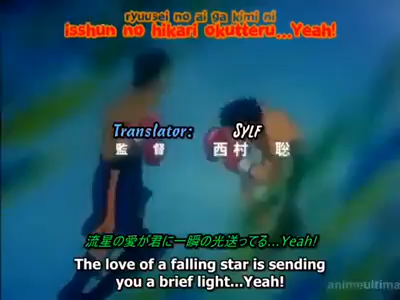 ryuusei no ai ga kimi ni
isshun no hikari okutteru...Yeah!
Translator: Sylf
監督 西村 聡
流星の愛が君に一瞬の光送ってる...Yeah!
The love of a falling star is sending
you a brief light...Yeah!
animeultima